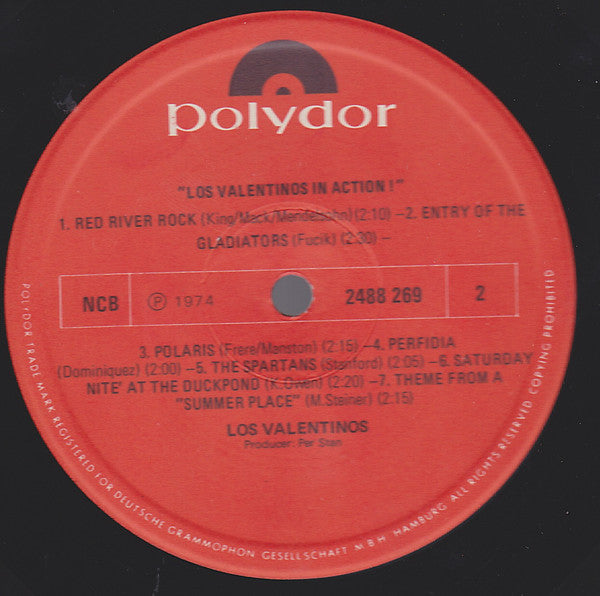 polydor
"LOS VALENTINOS IN ACTION!"
1. RED RIVER ROCK (King/Mack/Mendelsohn) (2:10) –2. ENTRY OF THE
GLADIATORS (Fucik) (2:30) –
NCB ℗ 1974 2488 269 2
3. POLARIS (Frere/Manston) (2:15) –4. PERFIDIA
(Dominiquez) (2:00) –5. THE SPARTANS (Stanford) (2:05) –6. SATURDAY
NITE' AT THE DUCKPOND (K.Owen) (2:20) –7. THEME FROM A
"SUMMER PLACE" (M.Steiner) (2:15)
LOS VALENTINOS
Producer: Per Sten
POLYDOR TRADE MARK REGISTERED FOR DEUTSCHE GRAMMOPHON GESELLSCHAFT M B H HAMBURG ALL RIGHTS RESERVED COPYING PROHIBITED